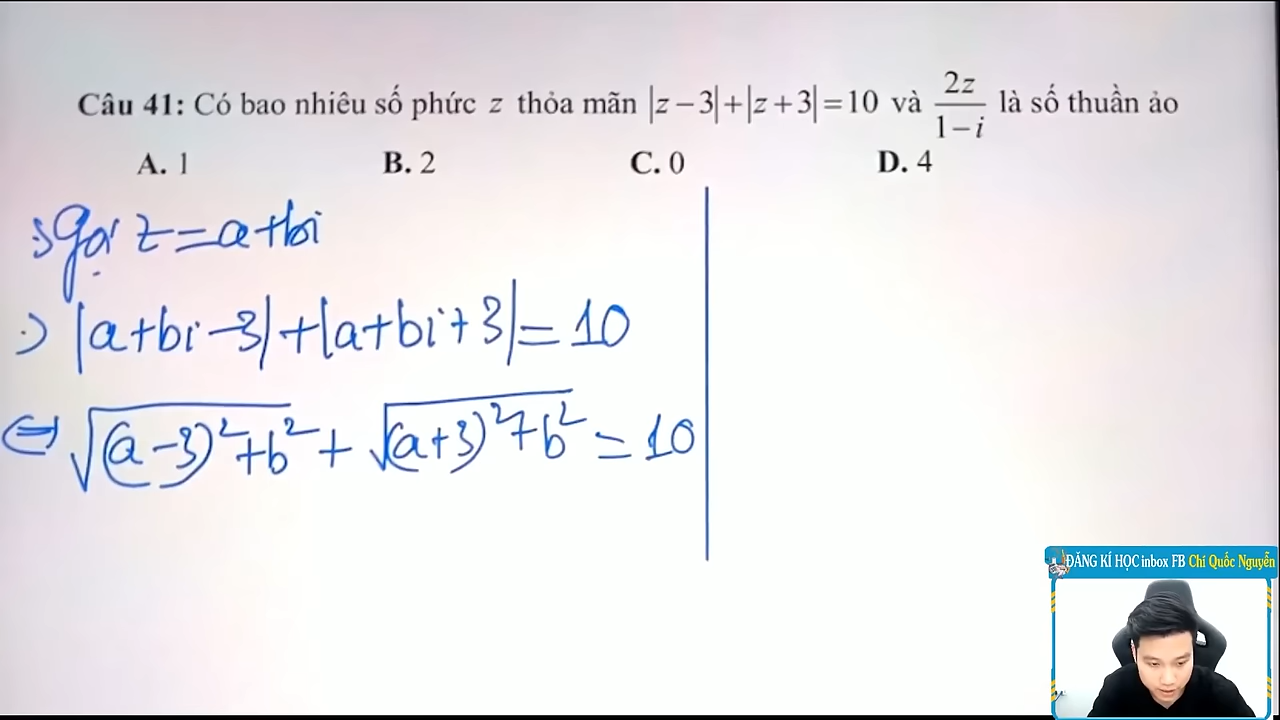 Câu 41: Có bao nhiêu số phức z thỏa mãn |z−3|+|z+3|=10 và 2z/(1−i) là số thuần ảo
A. 1 B. 2 C. 0 D. 4
Gọi z=a+bi
|a+bi−3|+|a+bi+3|=10
⇔ √((a−3)²+b²) + √((a+3)²+b²) = 10
ĐĂNG KÍ HỌC inbox FB Chí Quốc Nguyễn